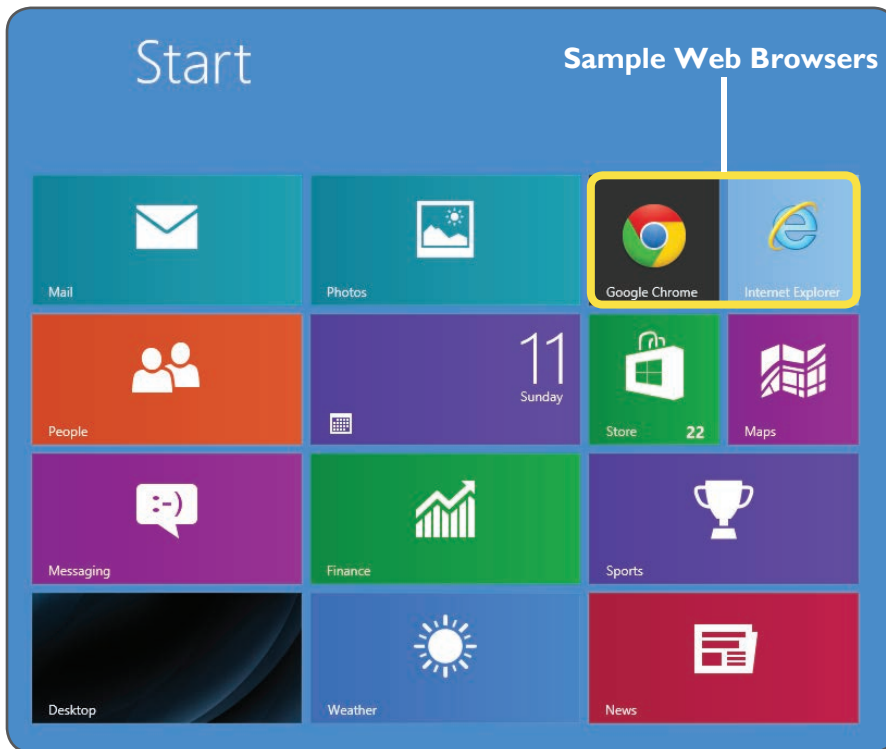 Start
Sample Web Browsers
Mail
Photos
Google Chrome
Internet Explorer
People
11
Sunday
Store
22
Maps
:-)
Messaging
Finance
Sports
Desktop
Weather
News